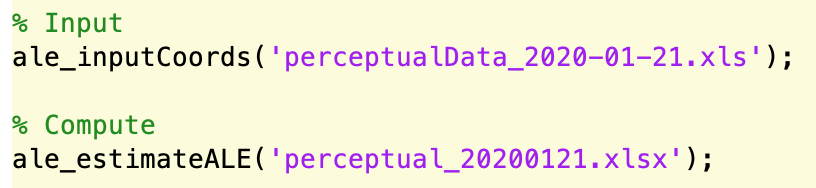 % Input
ale_inputCoords('perceptualData_2020-01-21.xls');
% Compute
ale_estimateALE('perceptual_20200121.xlsx');